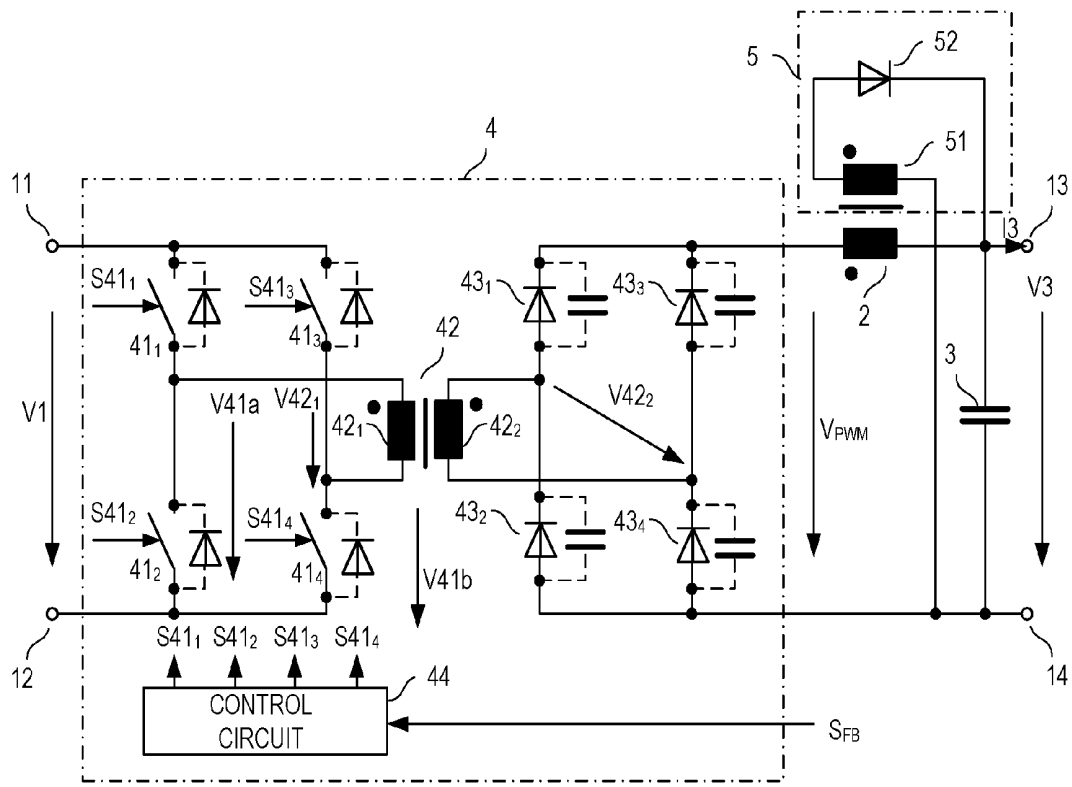 52
5
4
51
11
13
I3
S41₁
S41₃
43₁
43₃
V3
41₁
41₃
2
42
3
V1
V41a
V42₁
V42₂
V_PWM
42₁
42₂
S41₂
S41₄
43₂
43₄
41₂
41₄
V41b
12
S41₁ S41₂ S41₃ S41₄
14
44
CONTROL
CIRCUIT
S_FB